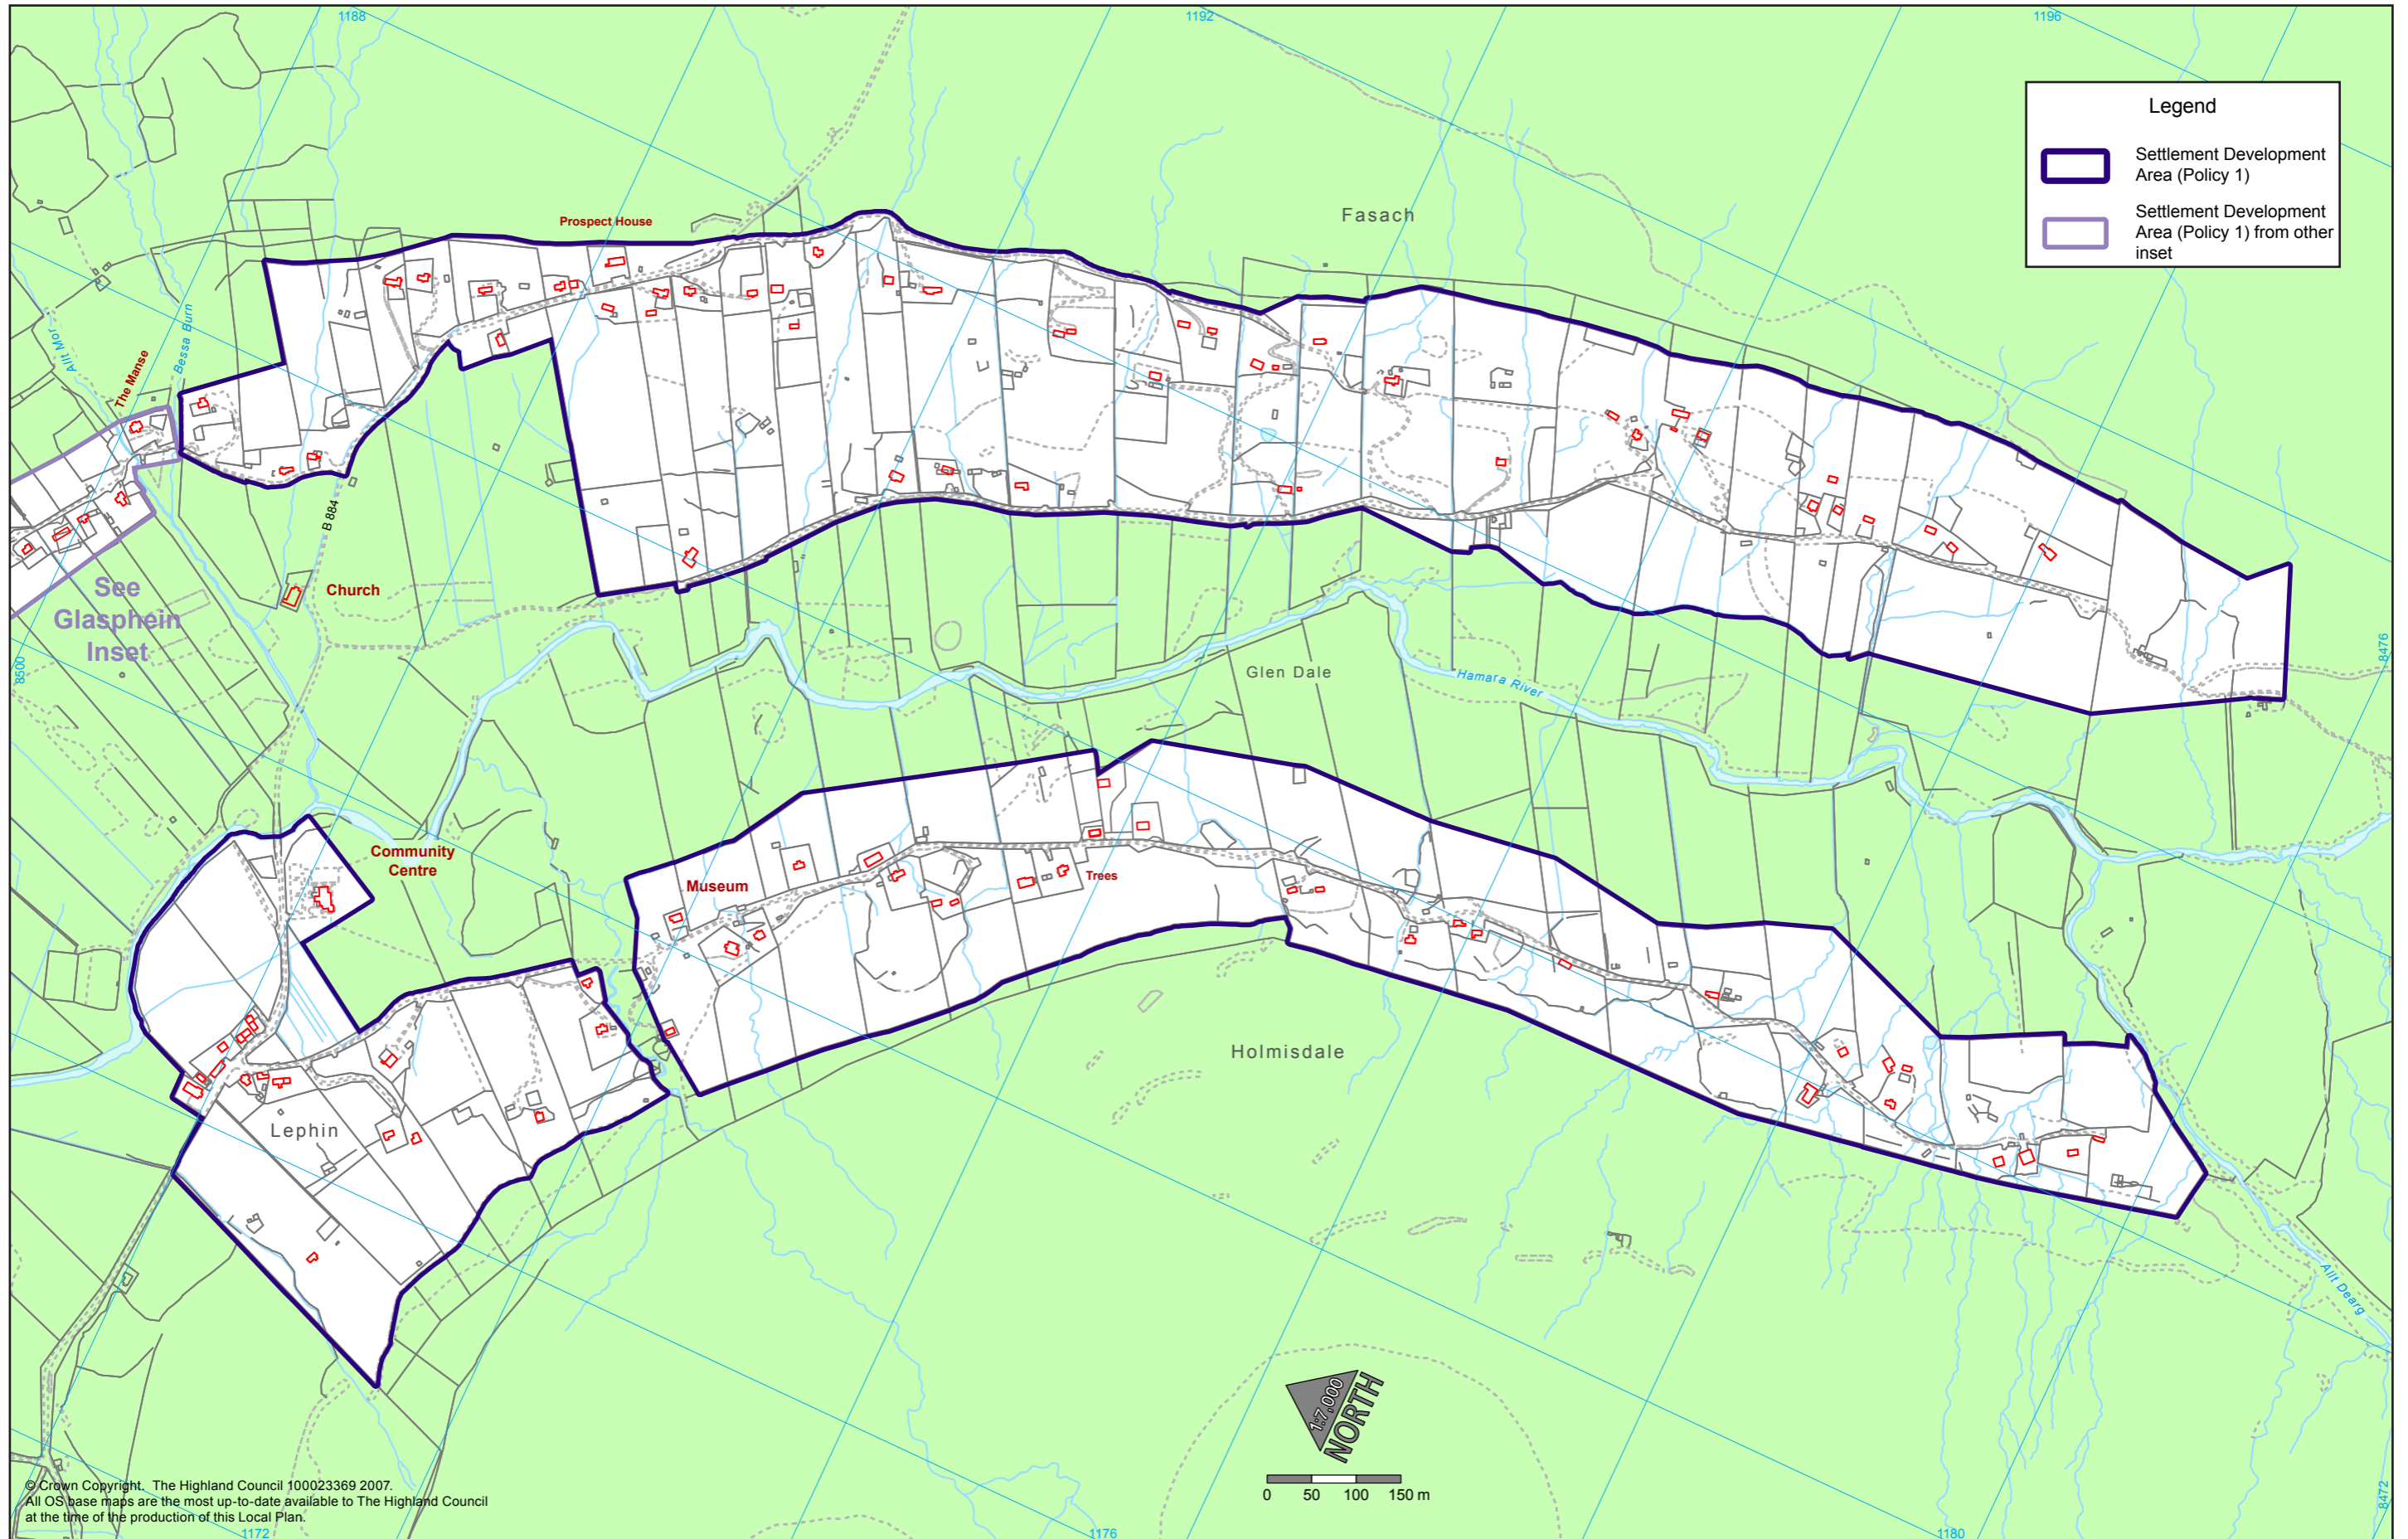 1188
1192
1196
Legend
Settlement Development
Area (Policy 1)
Settlement Development
Area (Policy 1) from other
inset
Prospect House
Fasach
Allt Mor
The Manse
Bessa Burn
B 884
Church
See
Glasphein
Inset
8500
8476
Glen Dale
Hamara River
Community
Centre
Museum
Trees
Holmisdale
Lephin
Allt Dearg
1:7,000
NORTH
0 50 100 150 m
© Crown Copyright. The Highland Council 100023369 2007.
All OS base maps are the most up-to-date available to The Highland Council
at the time of the production of this Local Plan.
1172
1176
1180
8472